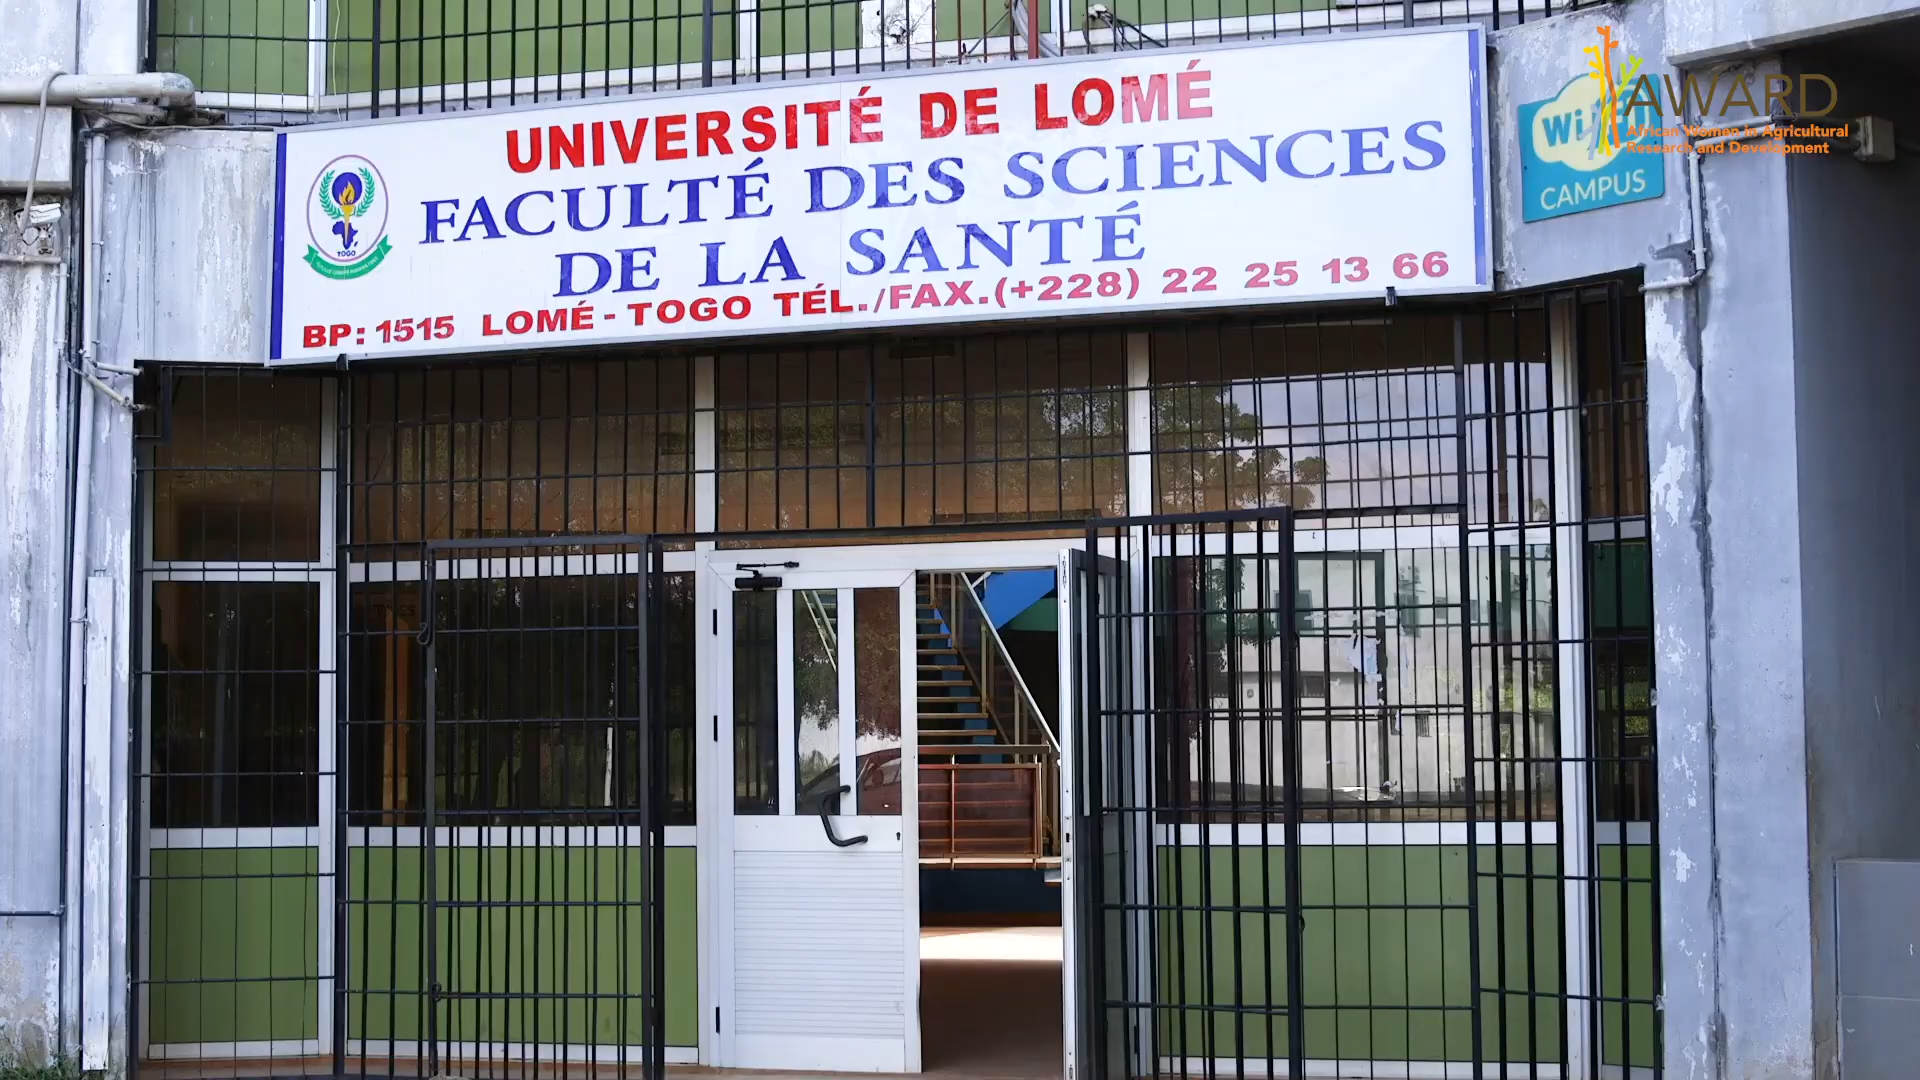 UNIVERSITÉ DE LOMÉ
FACULTÉ DES SCIENCES
DE LA SANTÉ
BP: 1515 LOMÉ - TOGO TÉL./FAX.(+228) 22 25 13 66
TOGO
CAMPUS
AWARD
African Women in Agricultural
Research and Development